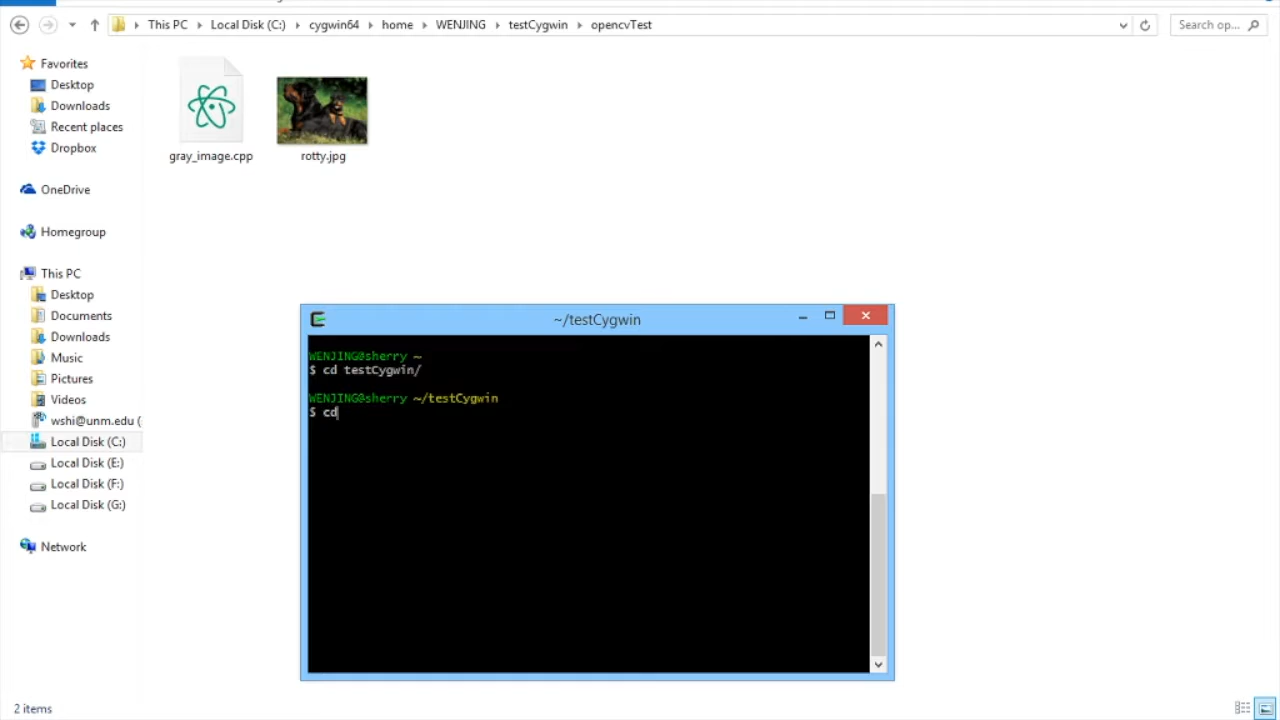 This PC Local Disk (C:) cygwin64 home WENJING testCygwin opencvTest
Search op...
Favorites
Desktop
Downloads
Recent places
Dropbox
OneDrive
Homegroup
This PC
Desktop
Documents
Downloads
Music
Pictures
Videos
wshi@unm.edu (
Local Disk (C:)
Local Disk (E:)
Local Disk (F:)
Local Disk (G:)
Network
gray_image.cpp
rotty.jpg
~/testCygwin
WENJING@sherry ~
$ cd testCygwin/
WENJING@sherry ~/testCygwin
$ cd
2 items